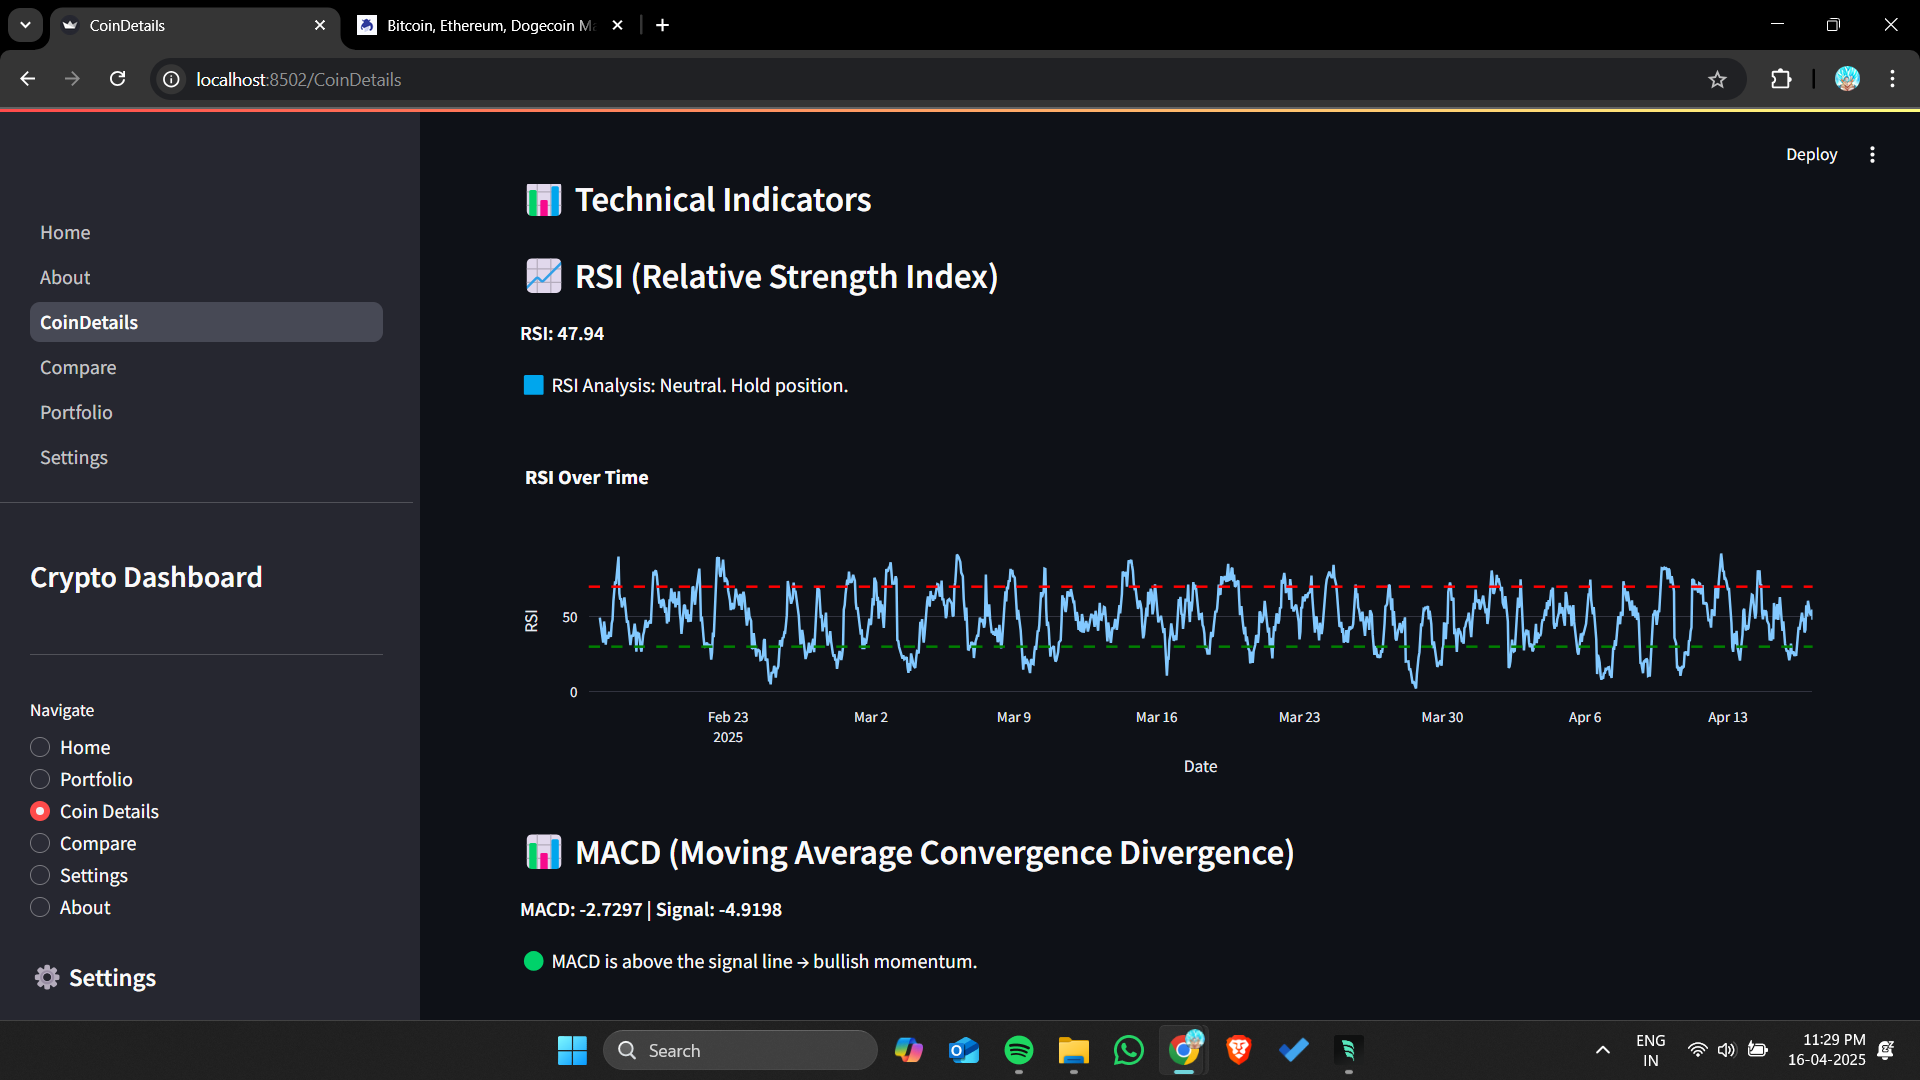 CoinDetails
Bitcoin, Ethereum, Dogecoin M
localhost:8502/CoinDetails
Deploy
Home
About
CoinDetails
Compare
Portfolio
Settings
Crypto Dashboard
Navigate
Home
Portfolio
Coin Details
Compare
Settings
About
Settings
Technical Indicators
RSI (Relative Strength Index)
RSI: 47.94
RSI Analysis: Neutral. Hold position.
RSI Over Time
RSI
50
0
Feb 23 Mar 2 Mar 9 Mar 16 Mar 23 Mar 30 Apr 6 Apr 13
2025
Date
MACD (Moving Average Convergence Divergence)
MACD: -2.7297 | Signal: -4.9198
MACD is above the signal line → bullish momentum.
Search
ENG
IN
11:29 PM
16-04-2025